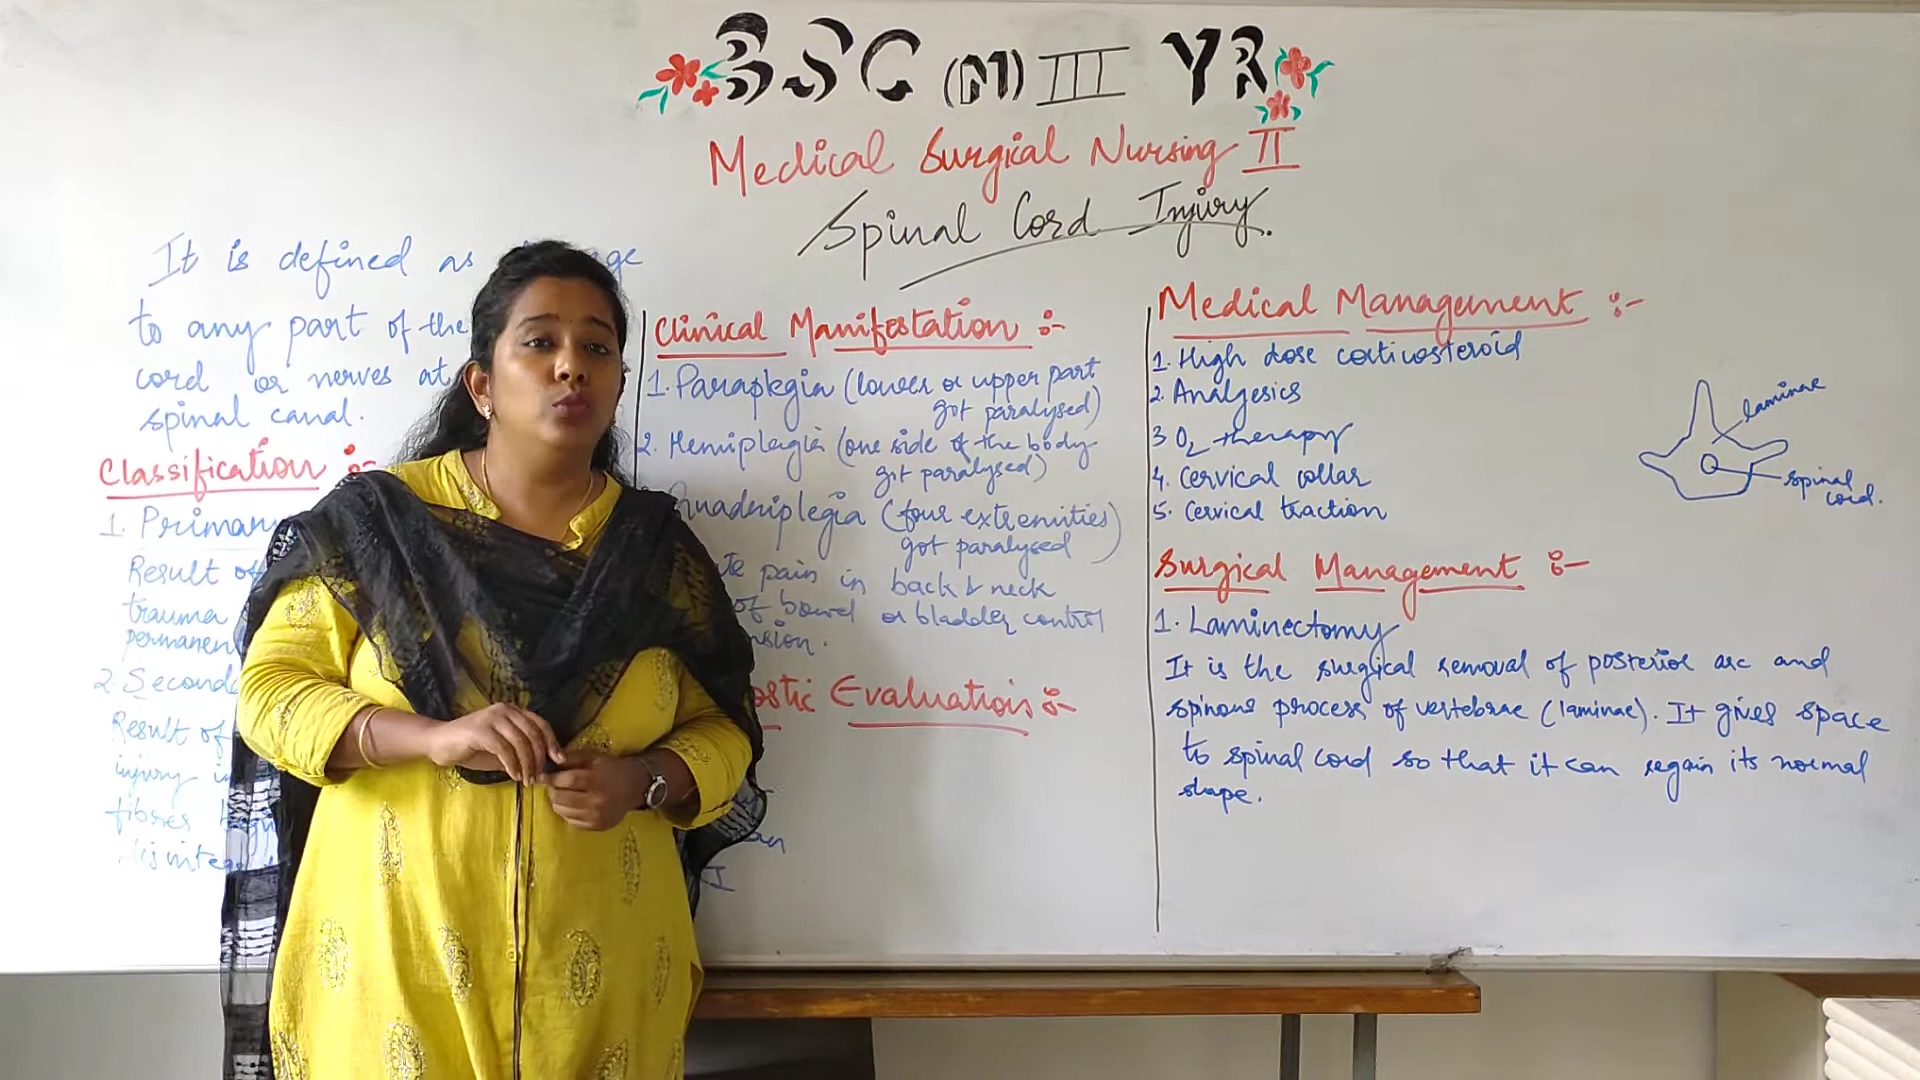 BSC (N) III YR
Medical Surgical Nursing II
Spinal Cord Injury.
It is defined as
to any part of the
cord or nerves at
spinal canal.
Classification :-
1. Primary
Result of
trauma
permanent
2.
Result of
injury
fibres
Clinical Manifestation :-
1. Paraplegia (lower or upper part
got paralysed)
2. Hemiplagia (one side of the body
got paralysed)
Quadriplegia (four extremities)
got paralysed
pain in back & neck
of bowel or bladder control
Evaluation :-
Medical Management :-
1. High dose corticosteroid
2. Analgesics
3 O2 therapy
4. Cervical collar
5. Cervical traction
laminae
spinal
cord.
Surgical Management :-
1. Laminectomy
It is the surgical removal of posterior arc and
spinous process of vertebrae (laminae). It gives space
to spinal cord so that it can regain its normal
shape.